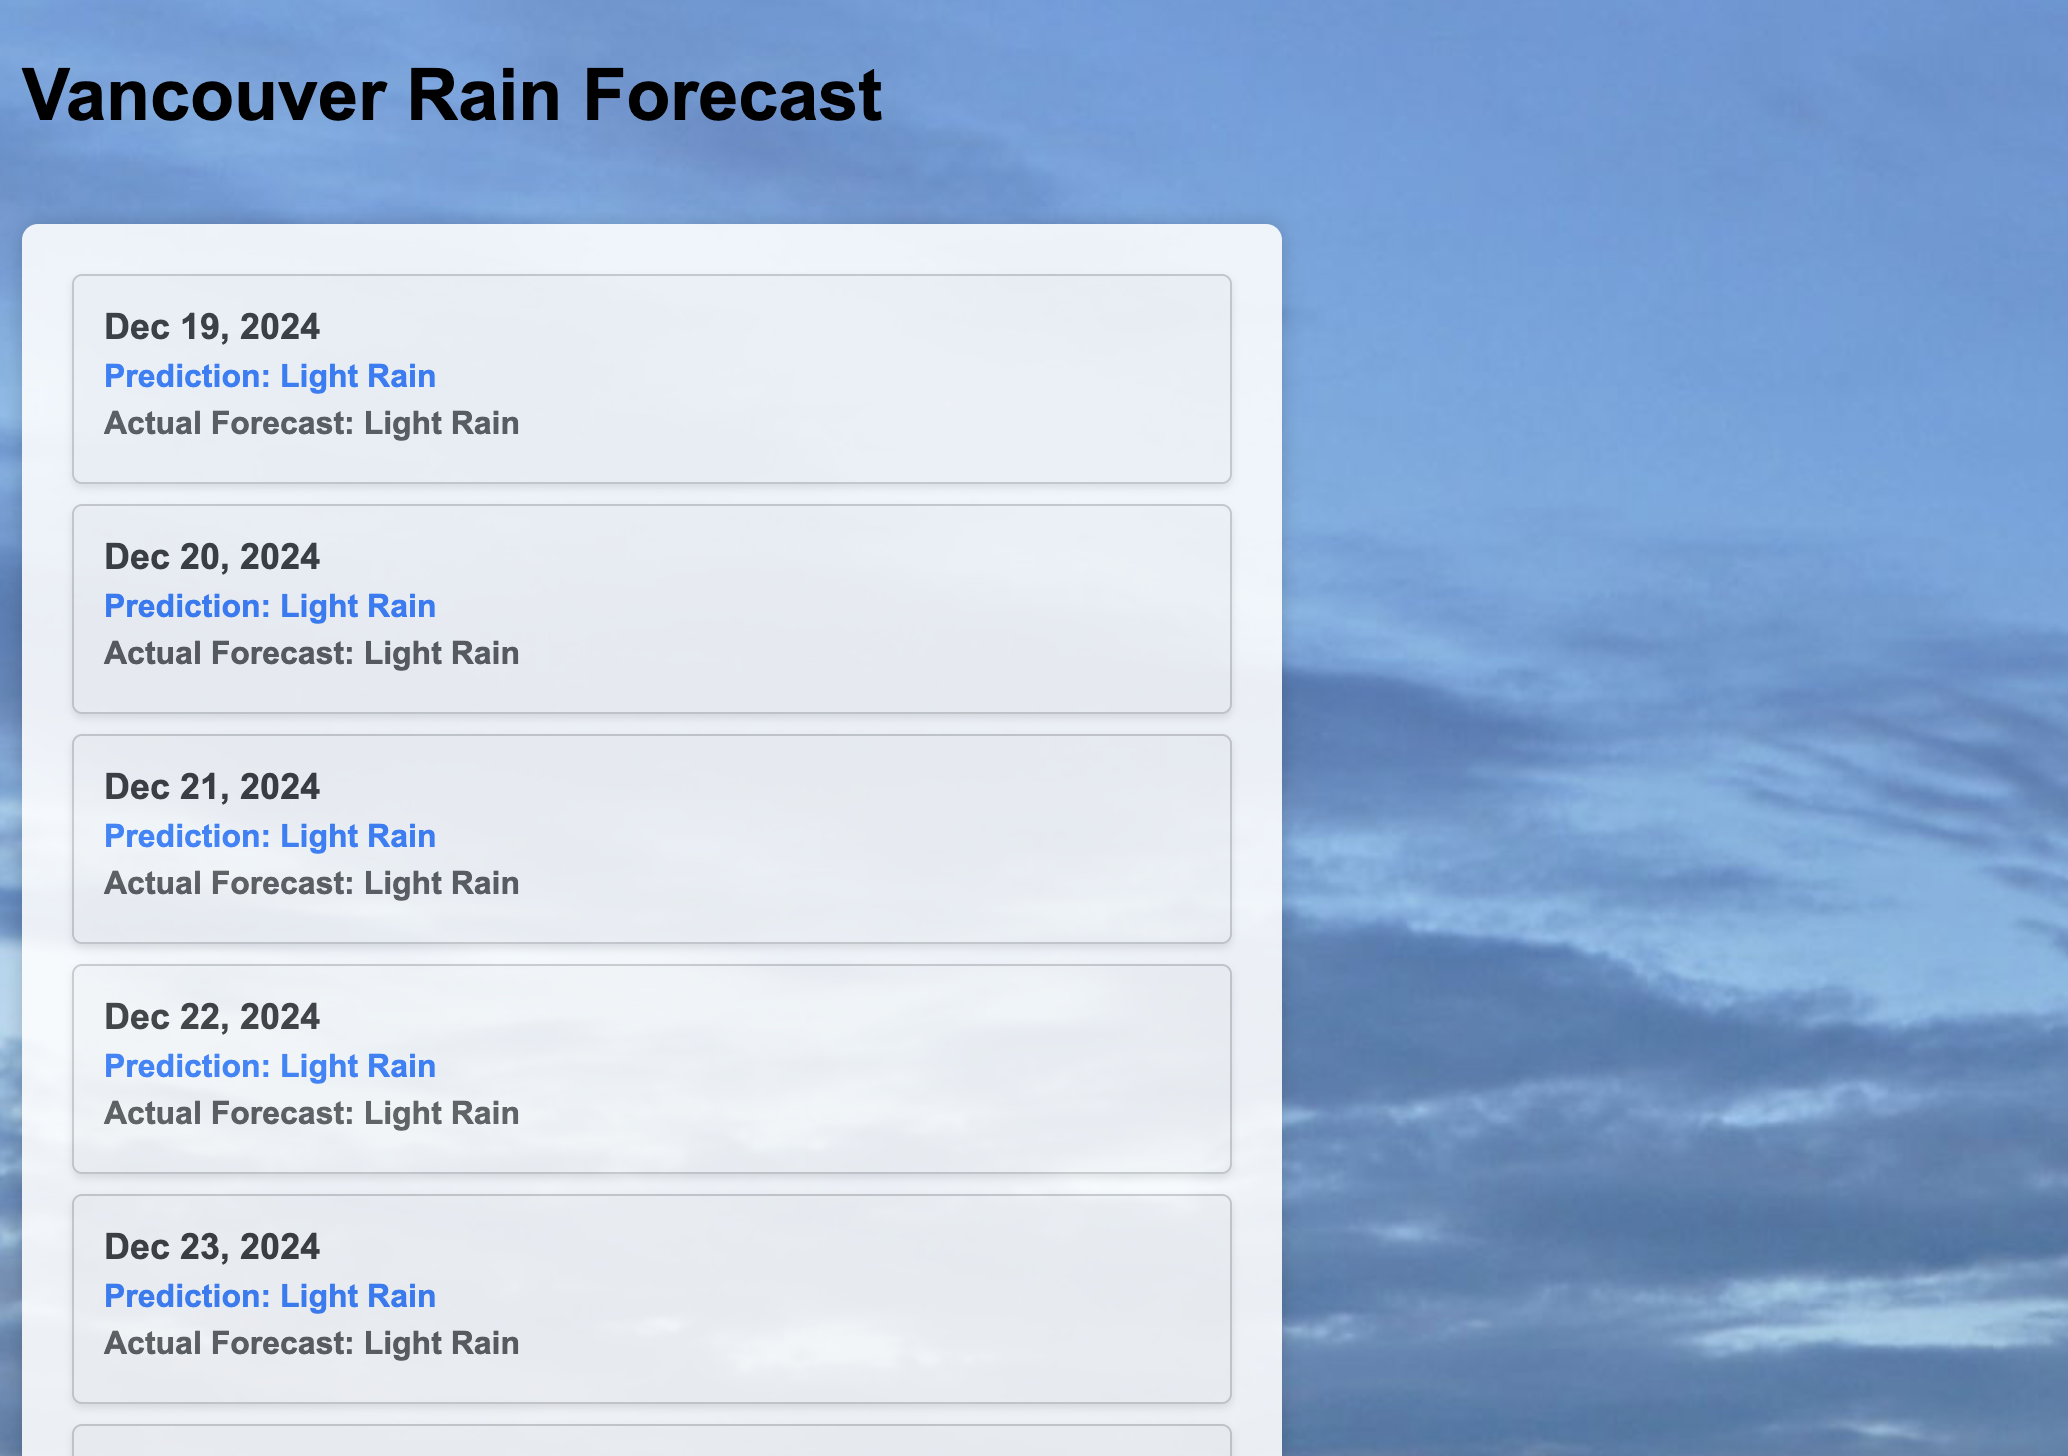 Vancouver Rain Forecast
Dec 19, 2024
Prediction: Light Rain
Actual Forecast: Light Rain
Dec 20, 2024
Prediction: Light Rain
Actual Forecast: Light Rain
Dec 21, 2024
Prediction: Light Rain
Actual Forecast: Light Rain
Dec 22, 2024
Prediction: Light Rain
Actual Forecast: Light Rain
Dec 23, 2024
Prediction: Light Rain
Actual Forecast: Light Rain